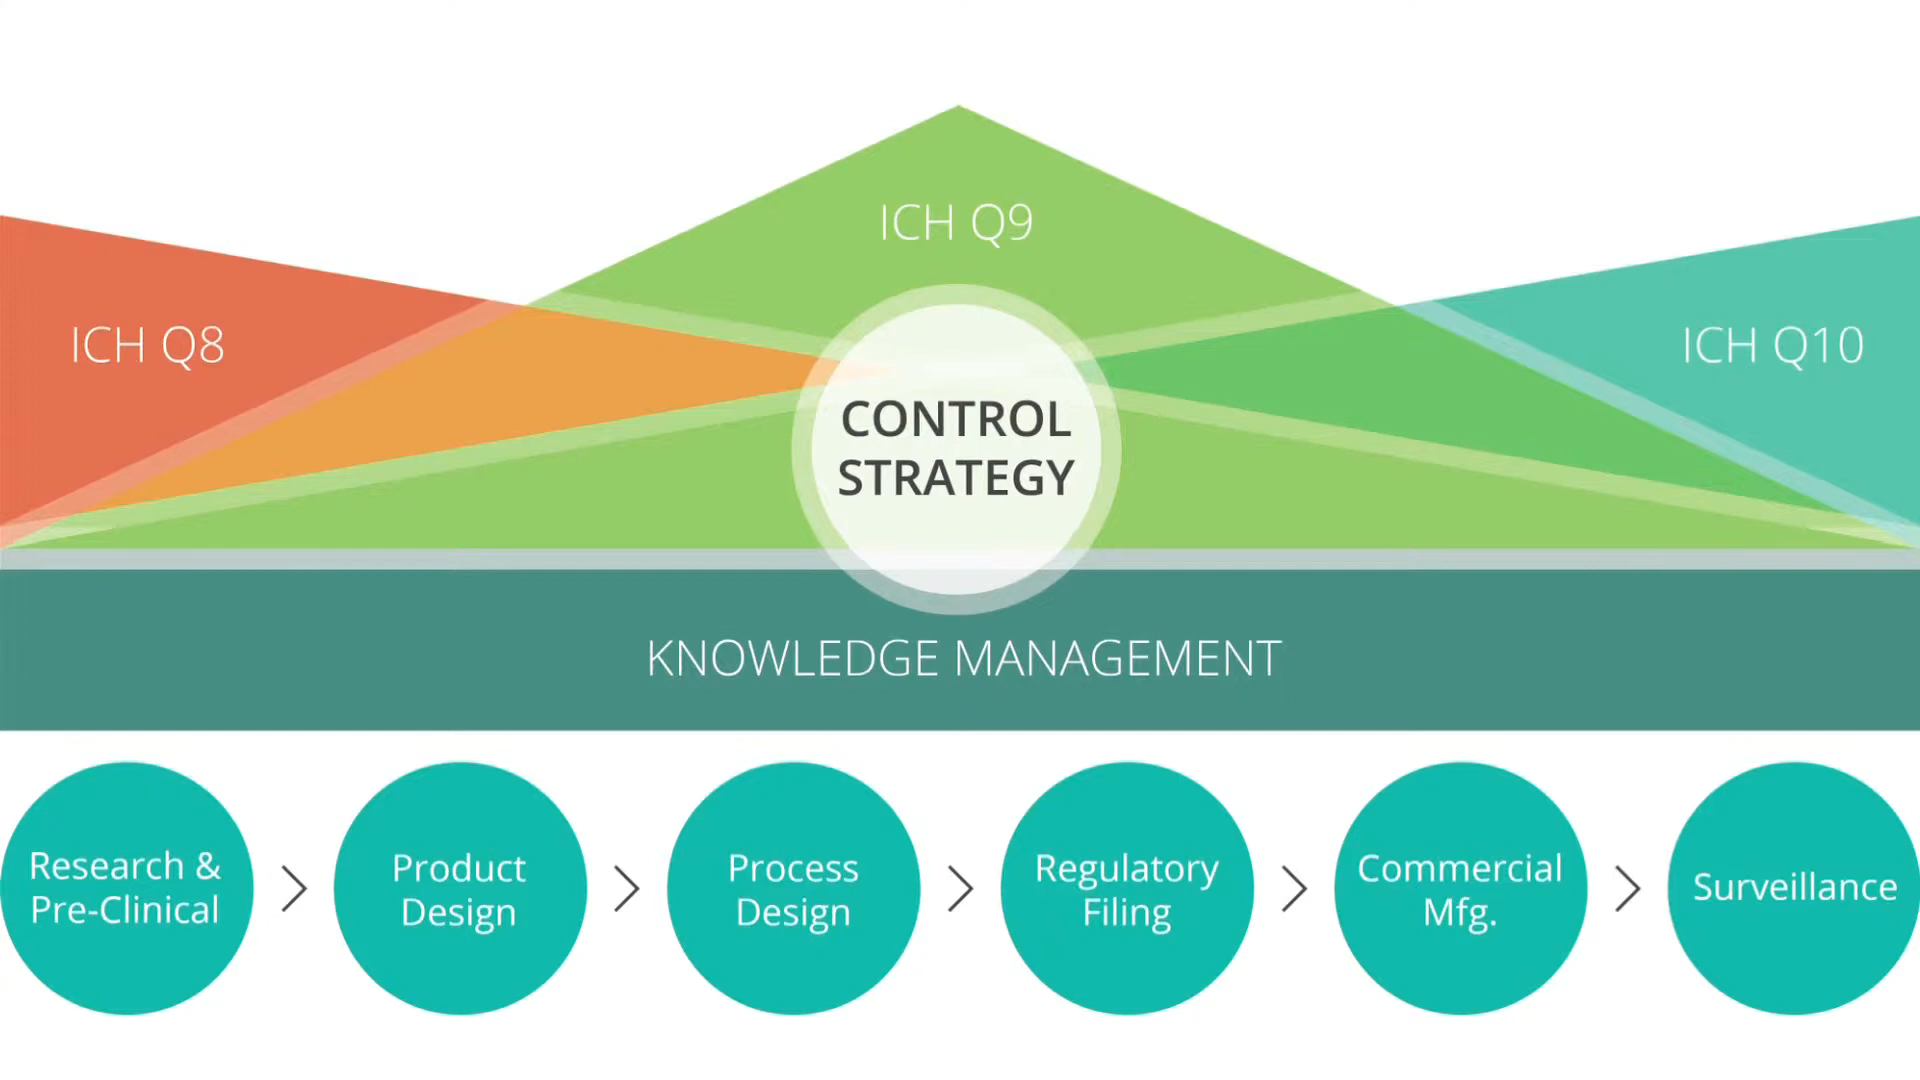 ICH Q9
ICH Q8
ICH Q10
CONTROL
STRATEGY
KNOWLEDGE MANAGEMENT
Research &
Pre-Clinical
Product
Design
Process
Design
Regulatory
Filing
Commercial
Mfg.
Surveillance